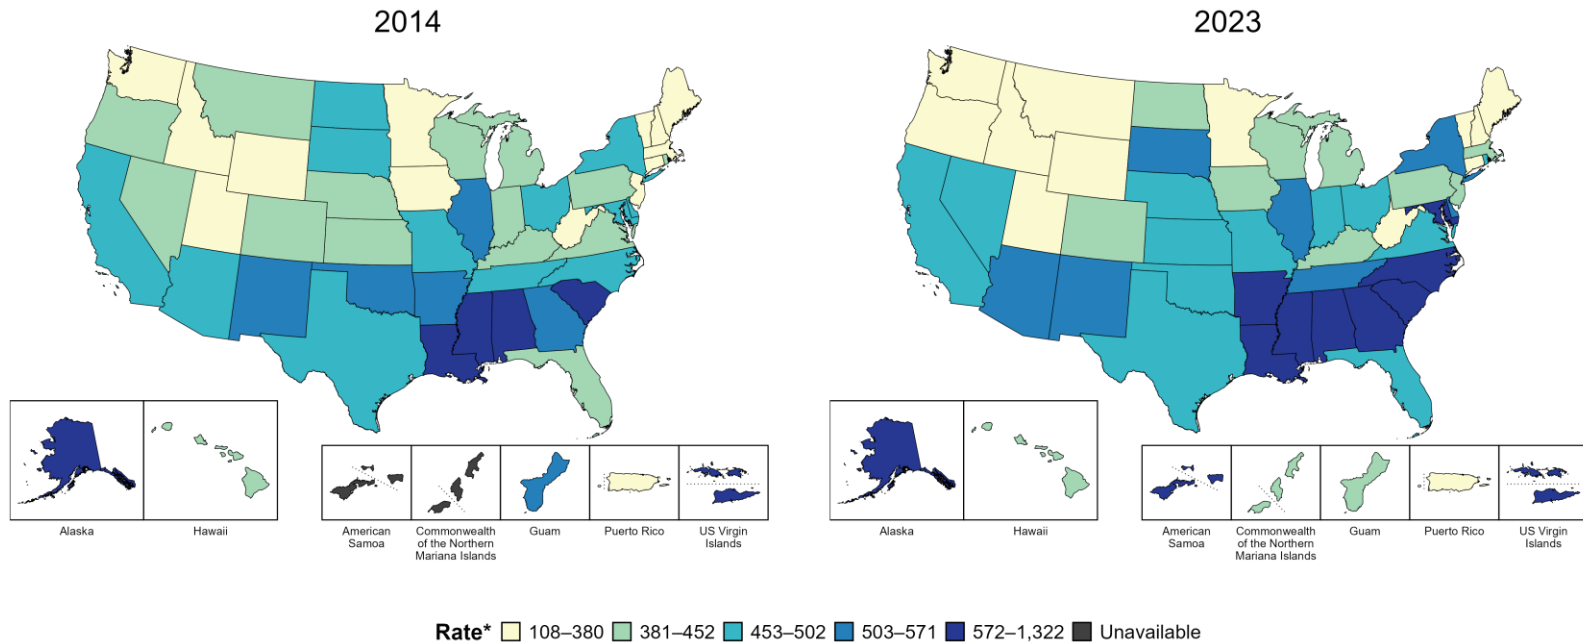 2014
2023
Alaska
Hawaii
American
Samoa
Commonwealth
of the Northern
Mariana Islands
Guam
Puerto Rico
US Virgin
Islands
Alaska
Hawaii
American
Samoa
Commonwealth
of the Northern
Mariana Islands
Guam
Puerto Rico
US Virgin
Islands
Rate* 108–380 381–452 453–502 503–571 572–1,322 Unavailable